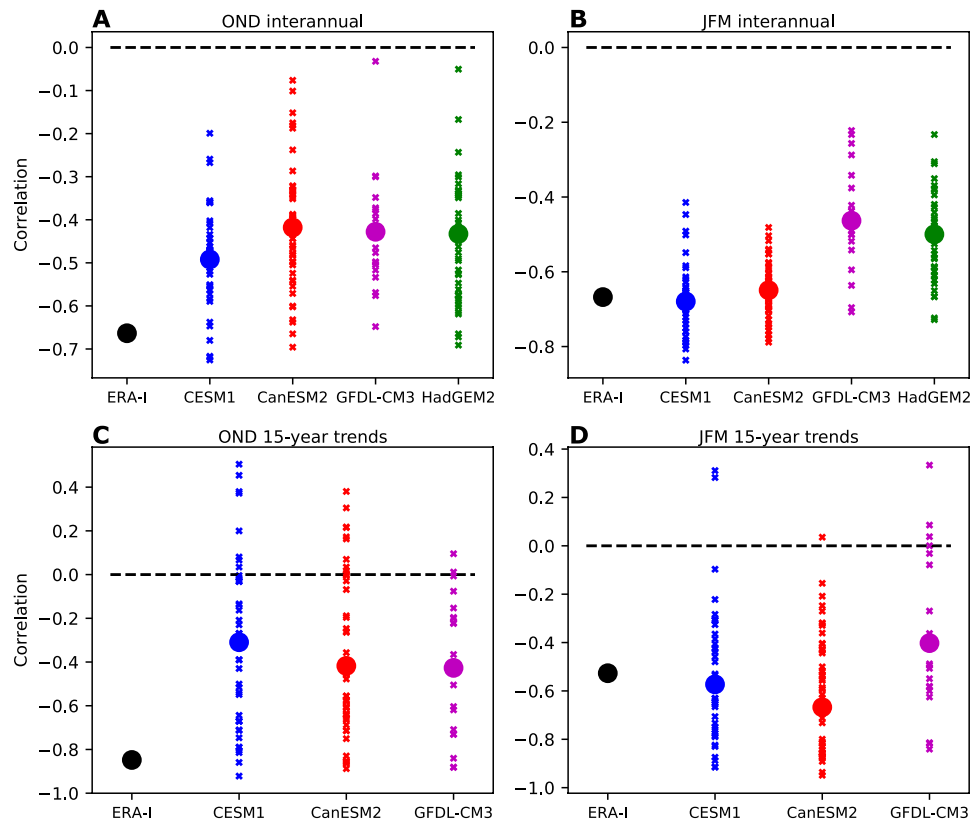 A OND interannual
B JFM interannual
0.0
−0.1
−0.2
−0.3
−0.4
−0.5
−0.6
−0.7
Correlation
ERA-I CESM1 CanESM2 GFDL-CM3 HadGEM2
0.0
−0.2
−0.4
−0.6
−0.8
ERA-I CESM1 CanESM2 GFDL-CM3 HadGEM2
C OND 15-year trends
D JFM 15-year trends
0.4
0.2
0.0
−0.2
−0.4
−0.6
−0.8
−1.0
Correlation
ERA-I CESM1 CanESM2 GFDL-CM3
0.4
0.2
0.0
−0.2
−0.4
−0.6
−0.8
−1.0
ERA-I CESM1 CanESM2 GFDL-CM3